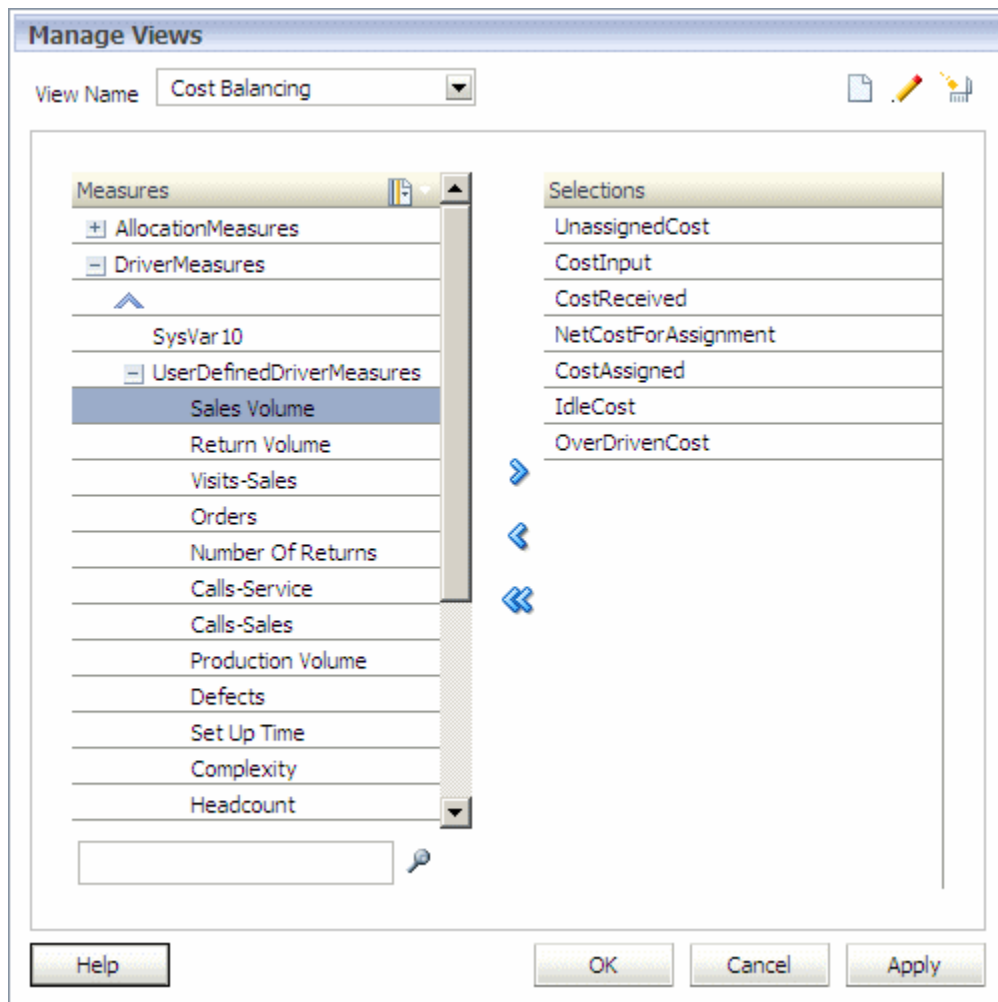 Manage Views
View Name Cost Balancing
Measures
AllocationMeasures
DriverMeasures
SysVar10
UserDefinedDriverMeasures
Sales Volume
Return Volume
Visits-Sales
Orders
Number Of Returns
Calls-Service
Calls-Sales
Production Volume
Defects
Set Up Time
Complexity
Headcount
Selections
UnassignedCost
CostInput
CostReceived
NetCostForAssignment
CostAssigned
IdleCost
OverDrivenCost
Help OK Cancel Apply